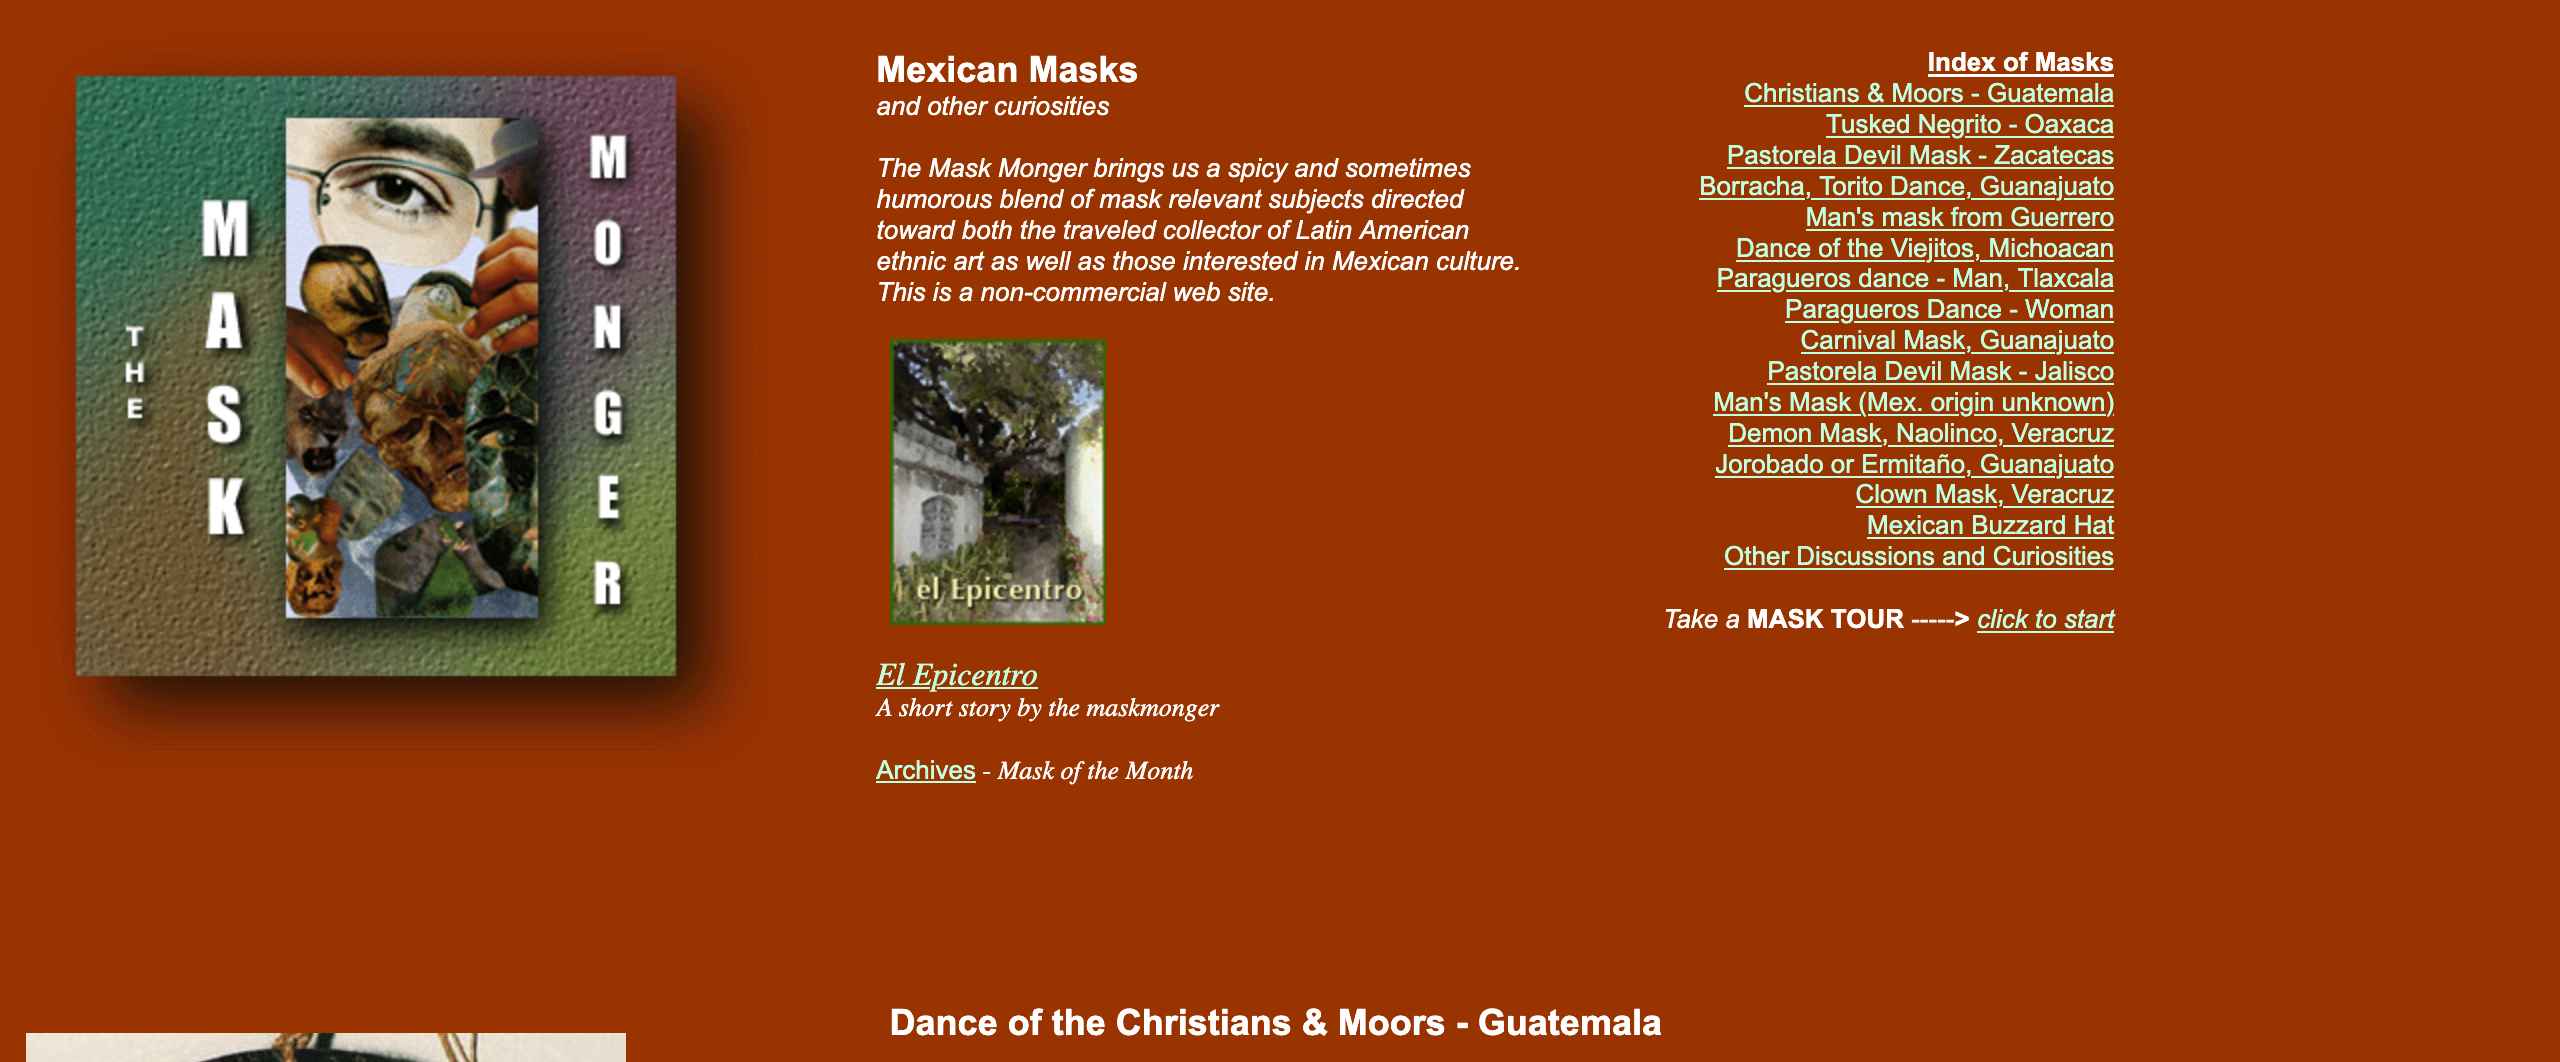 THE
MASK
MONGER
Mexican Masks
and other curiosities
The Mask Monger brings us a spicy and sometimes
humorous blend of mask relevant subjects directed
toward both the traveled collector of Latin American
ethnic art as well as those interested in Mexican culture.
This is a non-commercial web site.
el Epicentro
El Epicentro
A short story by the maskmonger
Archives - Mask of the Month
Index of Masks
Christians & Moors - Guatemala
Tusked Negrito - Oaxaca
Pastorela Devil Mask - Zacatecas
Borracha, Torito Dance, Guanajuato
Man's mask from Guerrero
Dance of the Viejitos, Michoacan
Paragueros dance - Man, Tlaxcala
Paragueros Dance - Woman
Carnival Mask, Guanajuato
Pastorela Devil Mask - Jalisco
Man's Mask (Mex. origin unknown)
Demon Mask, Naolinco, Veracruz
Jorobado or Ermitaño, Guanajuato
Clown Mask, Veracruz
Mexican Buzzard Hat
Other Discussions and Curiosities
Take a MASK TOUR -----> click to start
Dance of the Christians & Moors - Guatemala